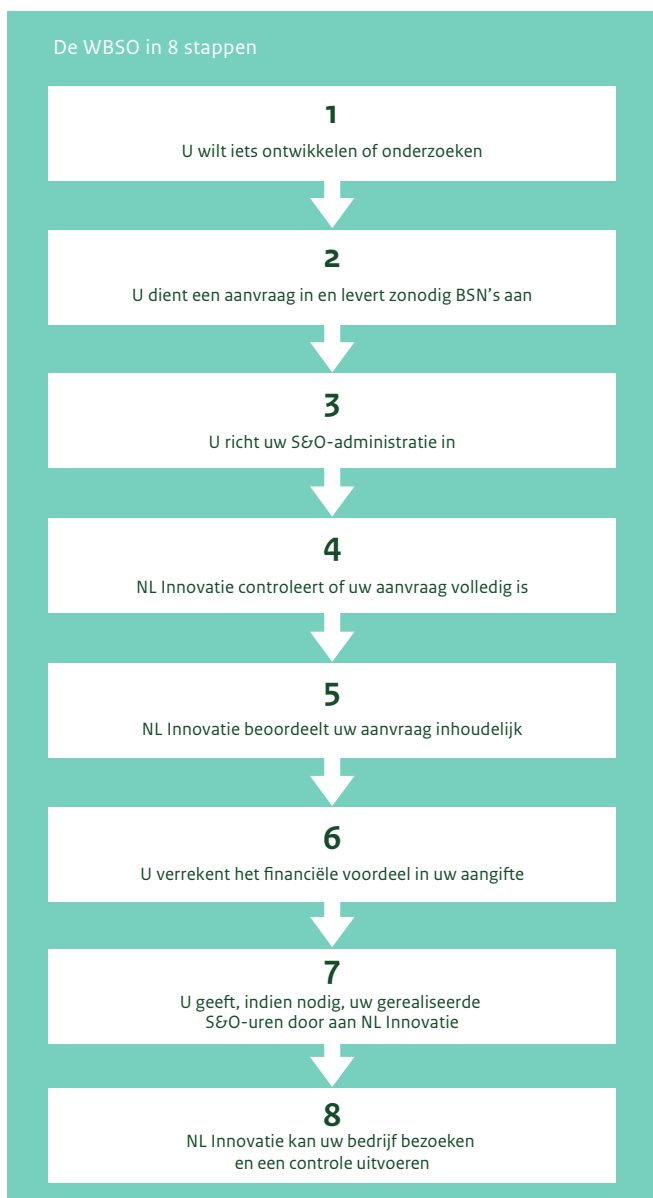 De WBSO in 8 stappen
1
U wilt iets ontwikkelen of onderzoeken
2
U dient een aanvraag in en levert zonodig BSN's aan
3
U richt uw S&O-administratie in
4
NL Innovatie controleert of uw aanvraag volledig is
5
NL Innovatie beoordeelt uw aanvraag inhoudelijk
6
U verrekent het financiële voordeel in uw aangifte
7
U geeft, indien nodig, uw gerealiseerde
S&O-uren door aan NL Innovatie
8
NL Innovatie kan uw bedrijf bezoeken
en een controle uitvoeren